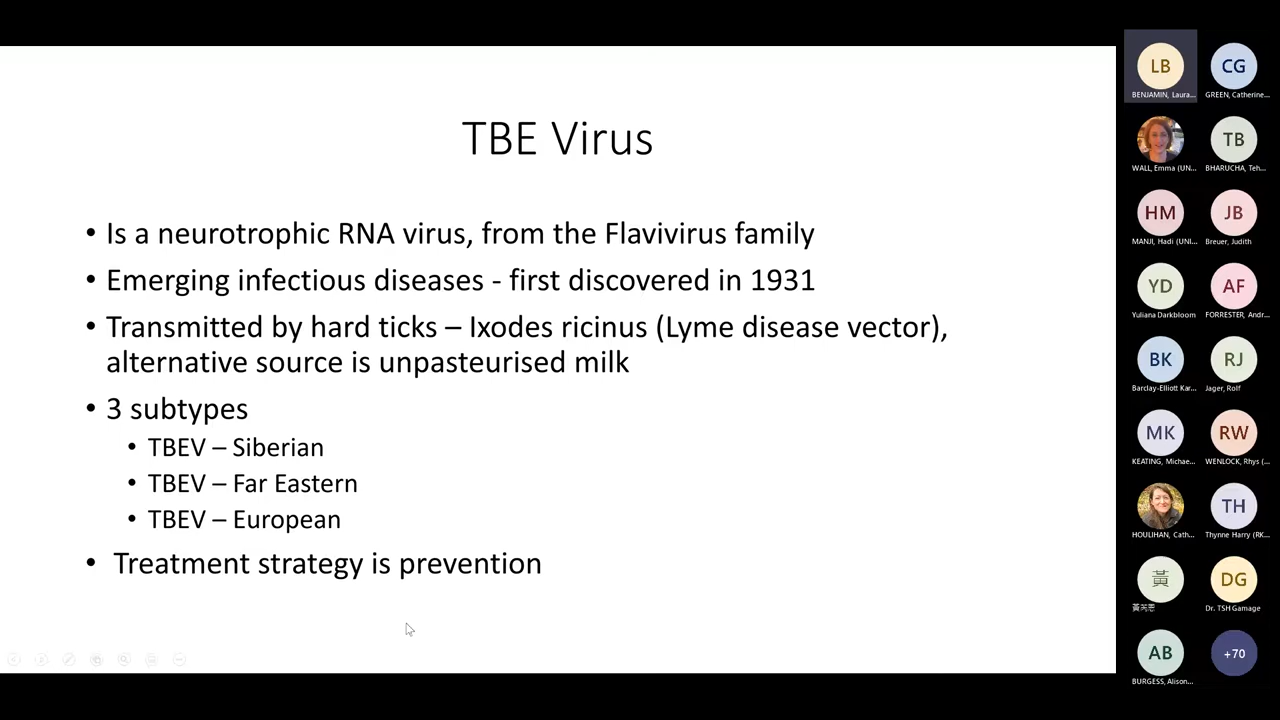 TBE Virus
• Is a neurotrophic RNA virus, from the Flavivirus family
• Emerging infectious diseases - first discovered in 1931
• Transmitted by hard ticks – Ixodes ricinus (Lyme disease vector),
alternative source is unpasteurised milk
• 3 subtypes
• TBEV – Siberian
• TBEV – Far Eastern
• TBEV – European
• Treatment strategy is prevention
LB
BENJAMIN, Laura...
CG
GREEN, Catherine...
WALL, Emma (UN...
TB
BHARUCHA, Teh...
HM
MANJI, Hadi (UNI...
JB
Breuer, Judith
YD
Yuliana Darkbloom
AF
FORRESTER, Andr...
BK
Barclay-Elliott Kar...
RJ
Jager, Rolf
MK
KEATING, Michae...
RW
WENLOCK, Rhys (...
HOULIHAN, Cath...
TH
Thynne Harry (RK...
黃
DG
Dr. TSH Gamage
AB
BURGESS, Alison...
+70